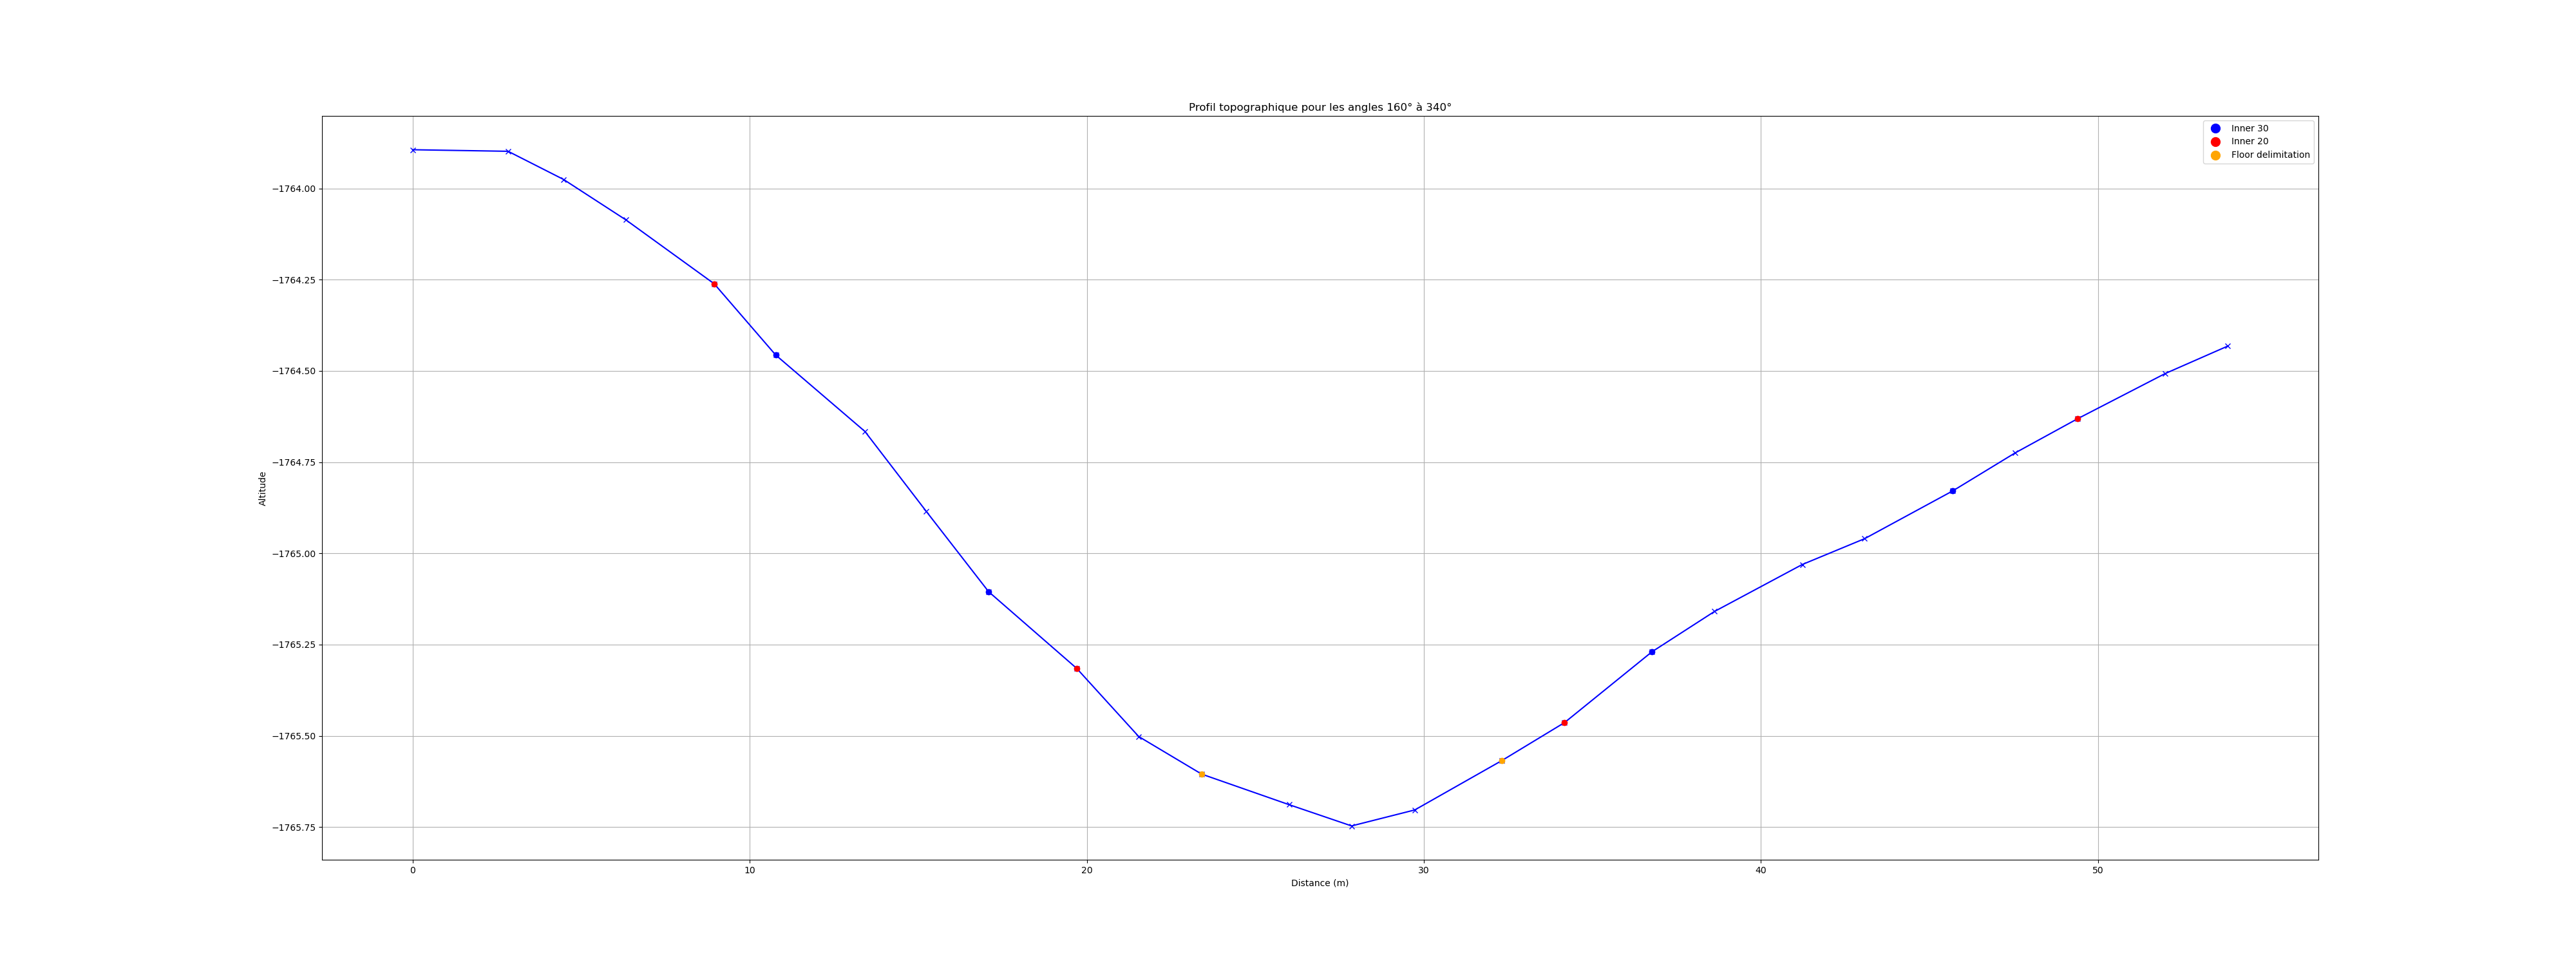 Profil topographique pour les angles 160° à 340°
Inner 30
Inner 20
Floor delimitation
Altitude
−1764.00
−1764.25
−1764.50
−1764.75
−1765.00
−1765.25
−1765.50
−1765.75
0 10 20 30 40 50
Distance (m)